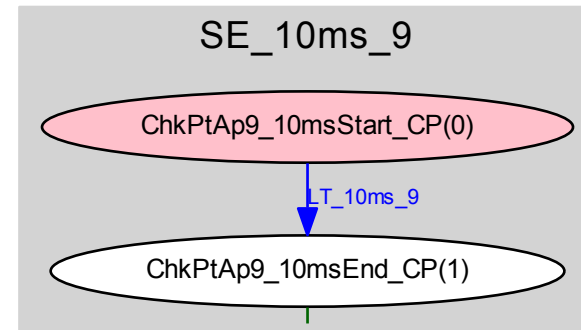 SE_10ms_9
ChkPtAp9_10msStart_CP(0)
LT_10ms_9
ChkPtAp9_10msEnd_CP(1)